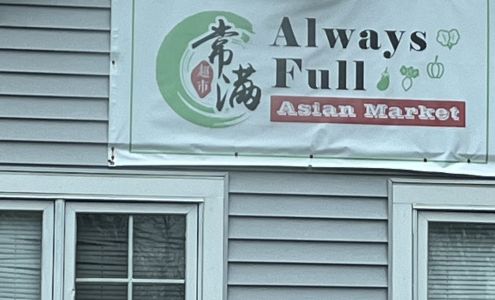 常满
超市
Always
Full
Asian Market